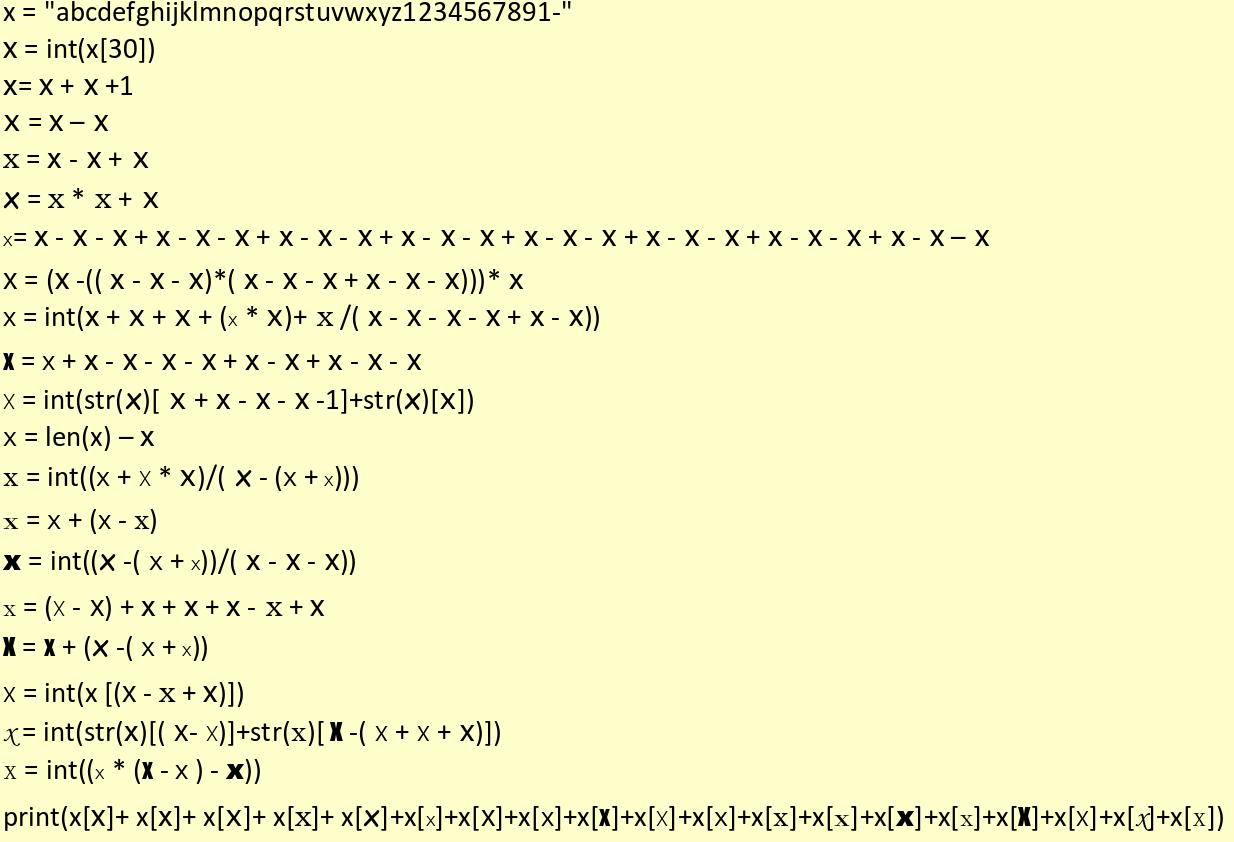 x = "abcdefghijklmnopqrstuvwxyz1234567891-"
x = int(x[30])
x= x + x +1
x = x – x
x = x - x + x
x = x * x + x
x= x - x - x + x - x - x + x - x - x + x - x - x + x - x - x + x - x - x + x - x - x + x - x – x
x = (x -(( x - x - x)*( x - x - x + x - x - x)))* x
x = int(x + x + x + (x * x)+ x /( x - x - x - x + x - x))
x = x + x - x - x - x + x - x + x - x - x
x = int(str(x)[ x + x - x - x -1]+str(x)[x])
x = len(x) – x
x = int((x + x * x)/( x - (x + x)))
x = x + (x - x)
x = int((x -( x + x))/( x - x - x))
x = (x - x) + x + x + x - x + x
X = x + (x -( x + x))
x = int(x [(x - x + x)])
x = int(str(x)[( x- x)]+str(x)[ X -( x + x + x)])
x = int((x * (x - x ) - x))
print(x[x]+ x[x]+ x[x]+ x[x]+ x[x]+x[x]+x[x]+x[x]+x[x]+x[x]+x[x]+x[x]+x[x]+x[x]+x[x]+x[X]+x[x]+x[x]+x[x])